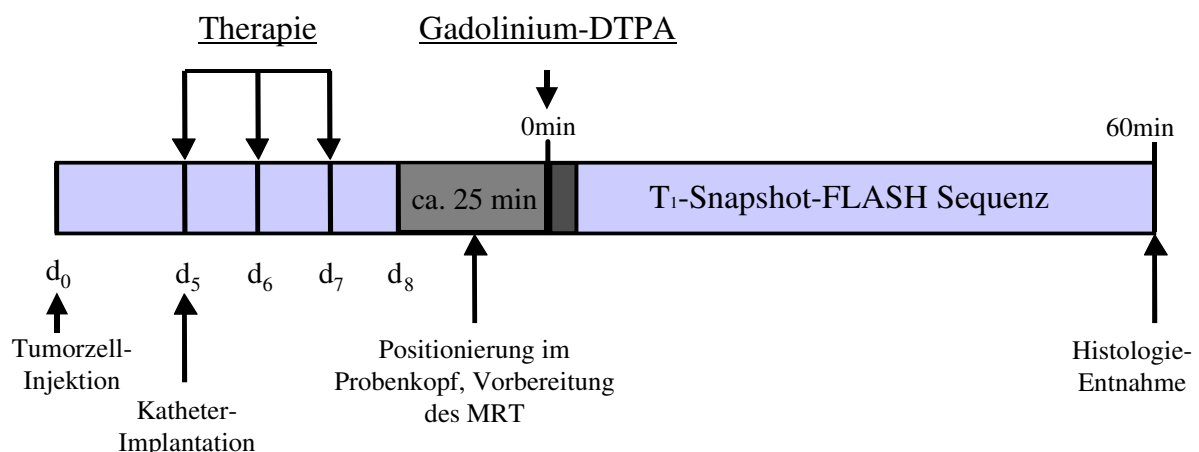 Therapie
Gadolinium-DTPA
0min
60min
ca. 25 min
T1-Snapshot-FLASH Sequenz
d0
d5
d6
d7
d8
Tumorzell-
Injektion
Katheter-
Implantation
Positionierung im
Probenkopf, Vorbereitung
des MRT
Histologie-
Entnahme